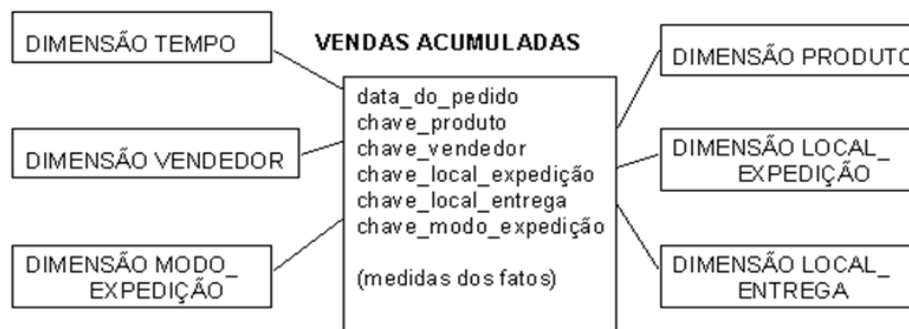 DIMENSÃO TEMPO
VENDAS ACUMULADAS
DIMENSÃO PRODUTO
data_do_pedido
chave_produto
chave_vendedor
chave_local_expedição
chave_local_entrega
chave_modo_expedição
(medidas dos fatos)
DIMENSÃO VENDEDOR
DIMENSÃO LOCAL_
EXPEDIÇÃO
DIMENSÃO MODO_
EXPEDIÇÃO
DIMENSÃO LOCAL_
ENTREGA